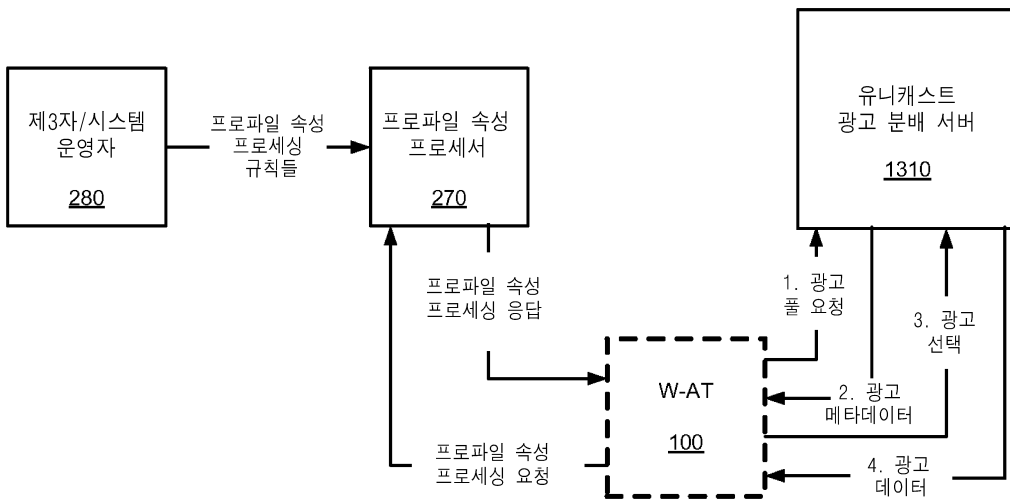 제3자/시스템
운영자
280
프로파일 속성
프로세싱
규칙들
프로파일 속성
프로세서
270
유니캐스트
광고 분배 서버
1310
프로파일 속성
프로세싱 응답
1. 광고
풀 요청
3. 광고
선택
W-AT
100
2. 광고
메타데이터
프로파일 속성
프로세싱 요청
4. 광고
데이터